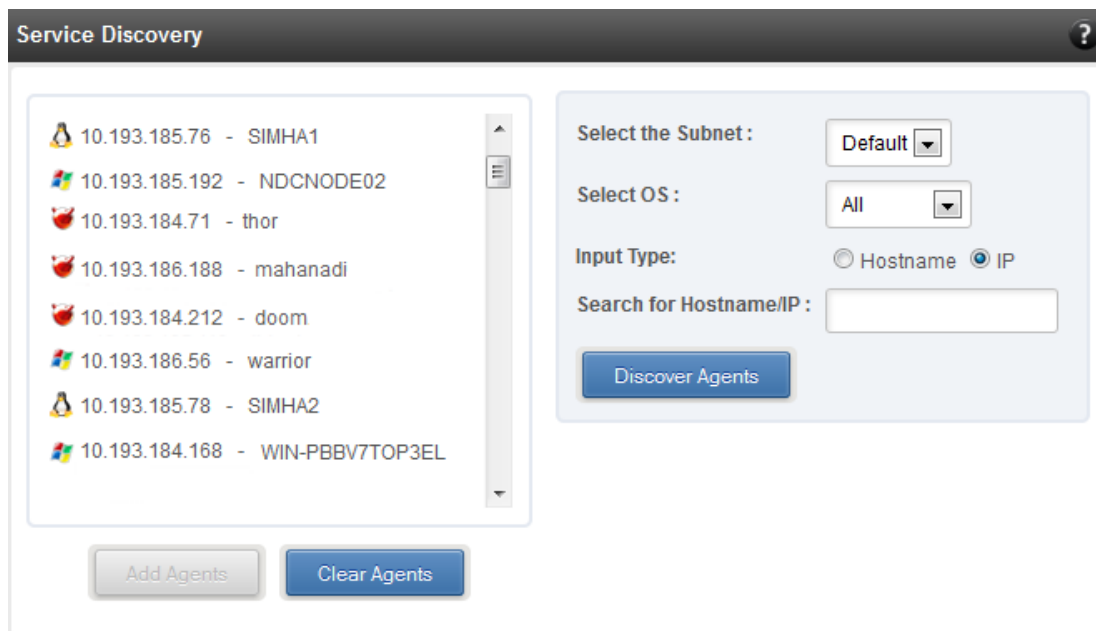 Service Discovery
?
10.193.185.76 - SIMHA1
10.193.185.192 - NDCNODE02
10.193.184.71 - thor
10.193.186.188 - mahanadi
10.193.184.212 - doom
10.193.186.56 - warrior
10.193.185.78 - SIMHA2
10.193.184.168 - WIN-PBBV7TOP3EL
Add Agents
Clear Agents
Select the Subnet :
Default
Select OS :
All
Input Type:
Hostname
IP
Search for Hostname/IP :
Discover Agents